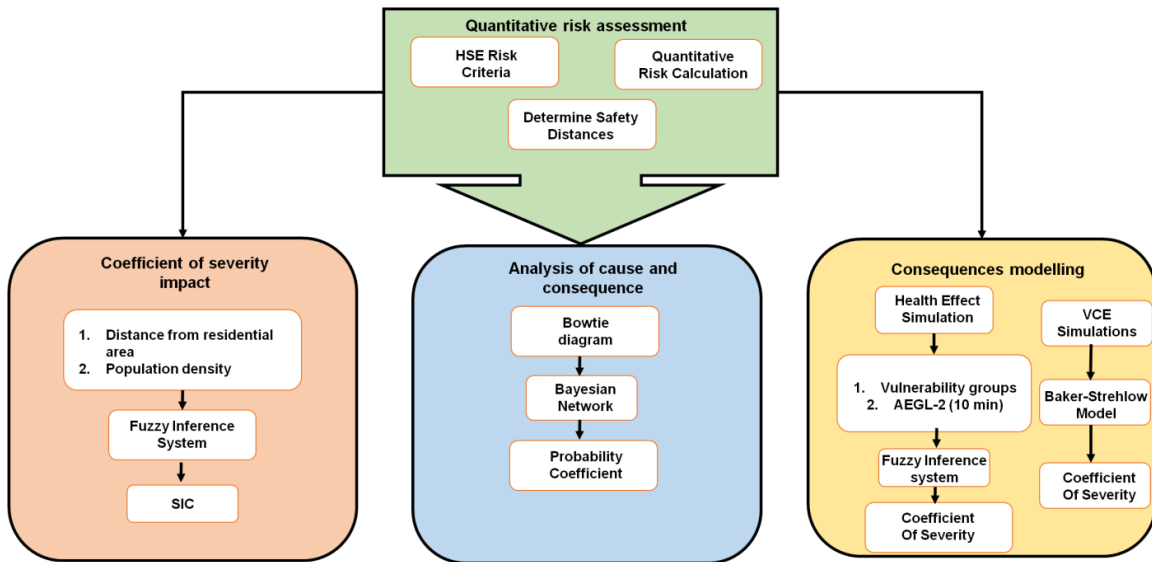 Quantitative risk assessment
HSE Risk
Criteria
Quantitative
Risk Calculation
Determine Safety
Distances
Coefficient of severity
impact
1. Distance from residential
area
2. Population density
Fuzzy Inference
System
SIC
Analysis of cause and
consequence
Bowtie
diagram
Bayesian
Network
Probability
Coefficient
Consequences modelling
Health Effect
Simulation
1. Vulnerability groups
2. AEGL-2 (10 min)
Fuzzy Inference
system
Coefficient
Of Severity
VCE
Simulations
Baker-Strehlow
Model
Coefficient
Of Severity